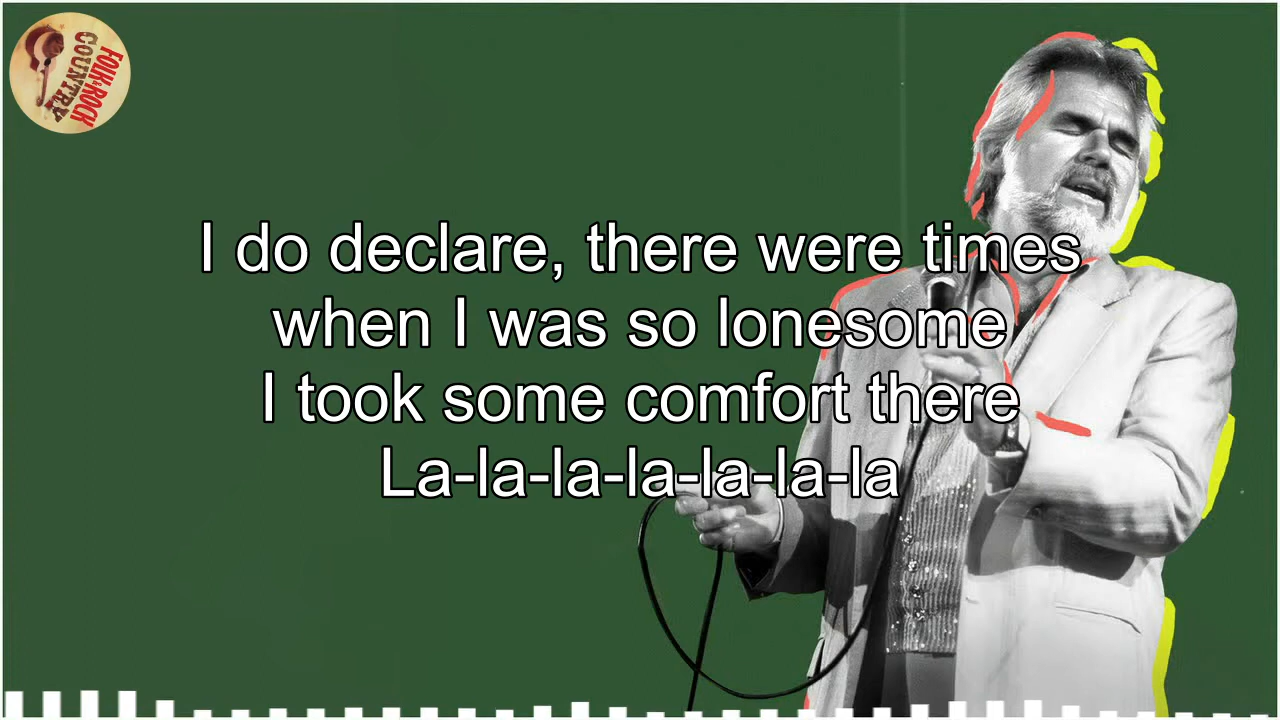 COUNTRY
FOLK & ROCK
I do declare, there were times
when I was so lonesome
I took some comfort there
La-la-la-la-la-la-la